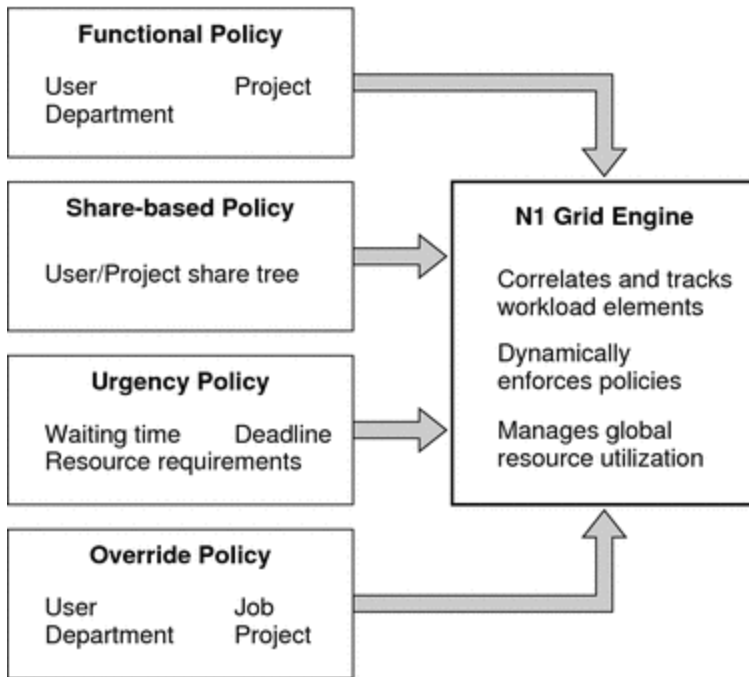 Functional Policy
User Project
Department
Share-based Policy
User/Project share tree
Urgency Policy
Waiting time Deadline
Resource requirements
Override Policy
User Job
Department Project
N1 Grid Engine
Correlates and tracks
workload elements
Dynamically
enforces policies
Manages global
resource utilization